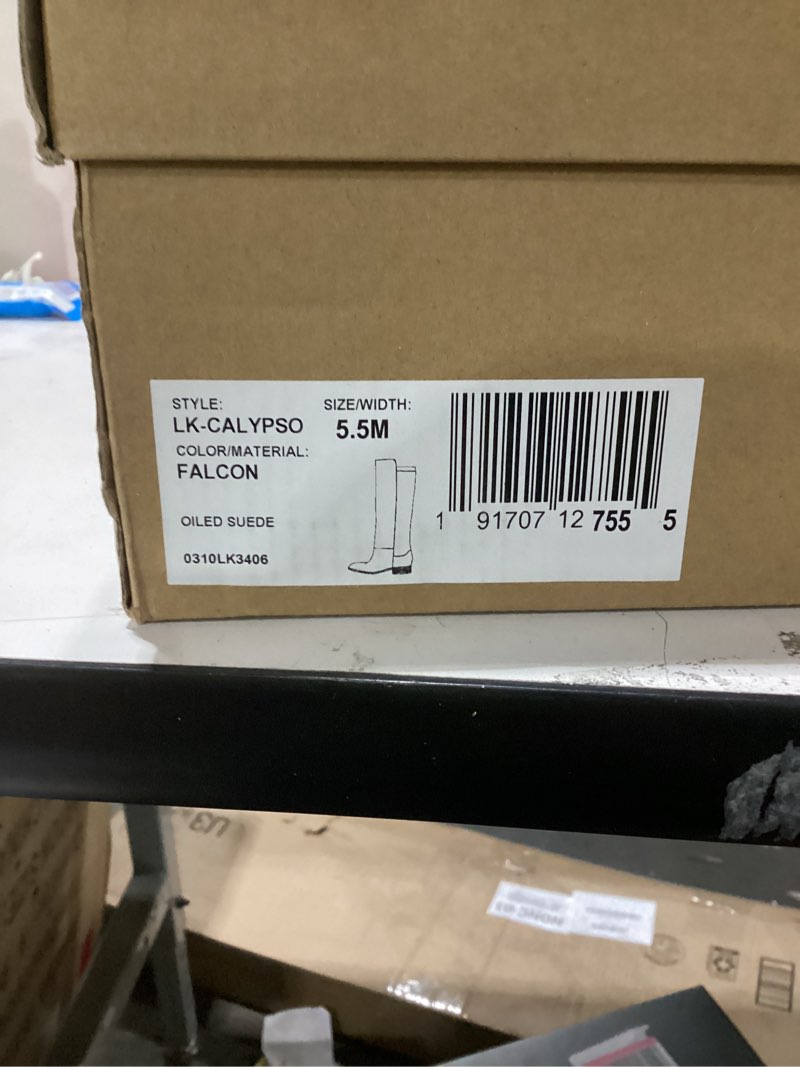 STYLE:
LK-CALYPSO
SIZE/WIDTH:
5.5M
COLOR/MATERIAL:
FALCON
OILED SUEDE
0310LK3406
1 91707 12 755 5